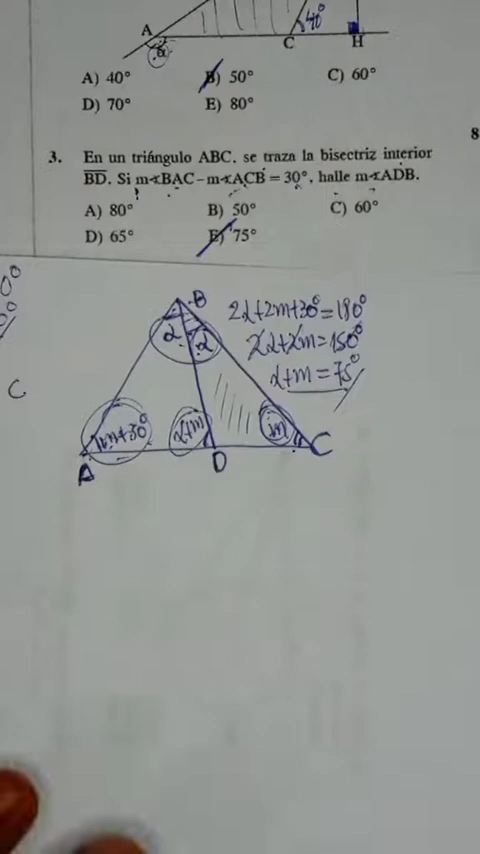 A
α
40°
C
H
A) 40° B) 50° C) 60°
D) 70° E) 80°
8
3. En un triángulo ABC, se traza la bisectriz interior
BD. Si m∢BAC – m∢ACB = 30°, halle m∢ADB.
A) 80° B) 50° C) 60°
D) 65° E) 75°
C
B
2α+2m+30°=180°
2α+2m=150°
α+m=75°
α α
m+30° α+m m
A D C